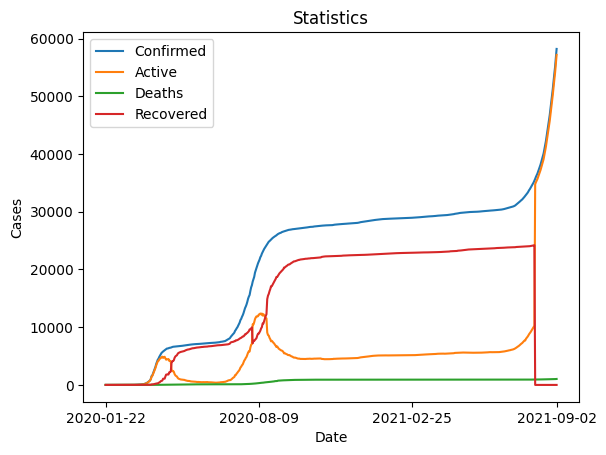 Statistics
Confirmed
Active
Deaths
Recovered
60000
50000
40000
30000
20000
10000
0
Cases
2020-01-22 2020-08-09 2021-02-25 2021-09-02
Date